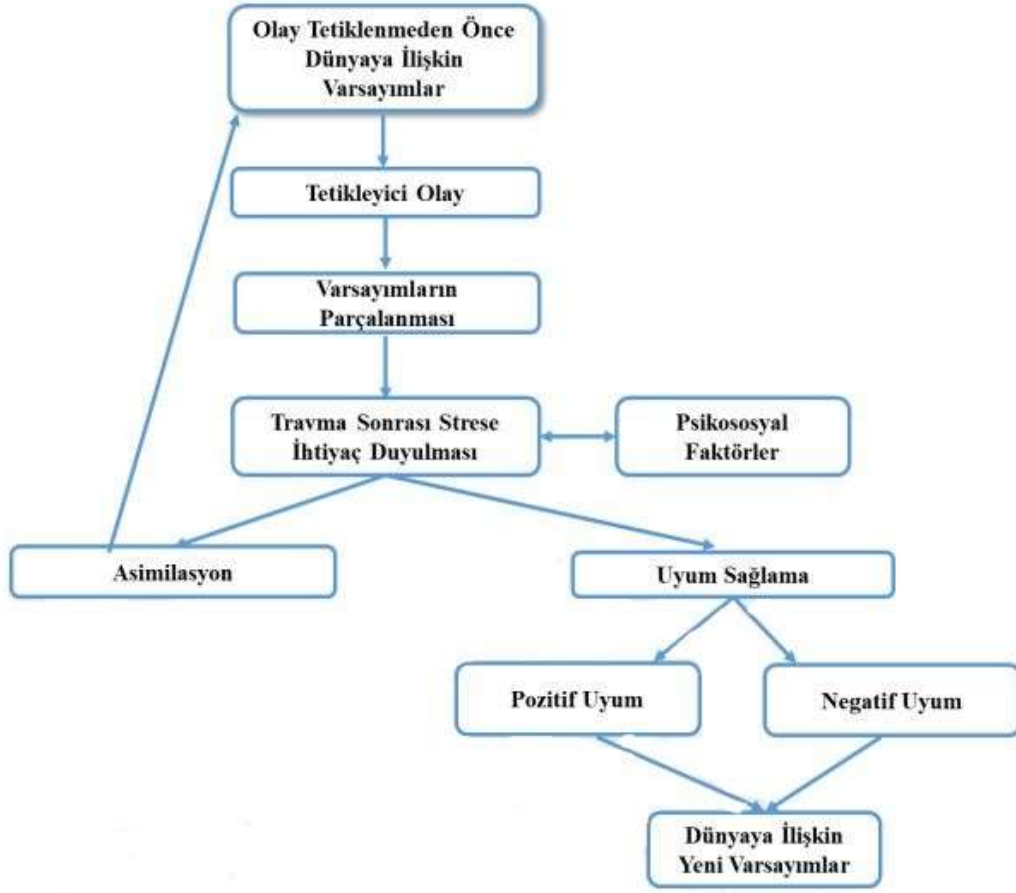 Olay Tetiklenmeden Önce
Dünyaya İlişkin
Varsayımlar
Tetikleyici Olay
Varsayımların
Parçalanması
Travma Sonrası Strese
İhtiyaç Duyulması
Psikososyal
Faktörler
Asimilasyon
Uyum Sağlama
Pozitif Uyum
Negatif Uyum
Dünyaya İlişkin
Yeni Varsayımlar